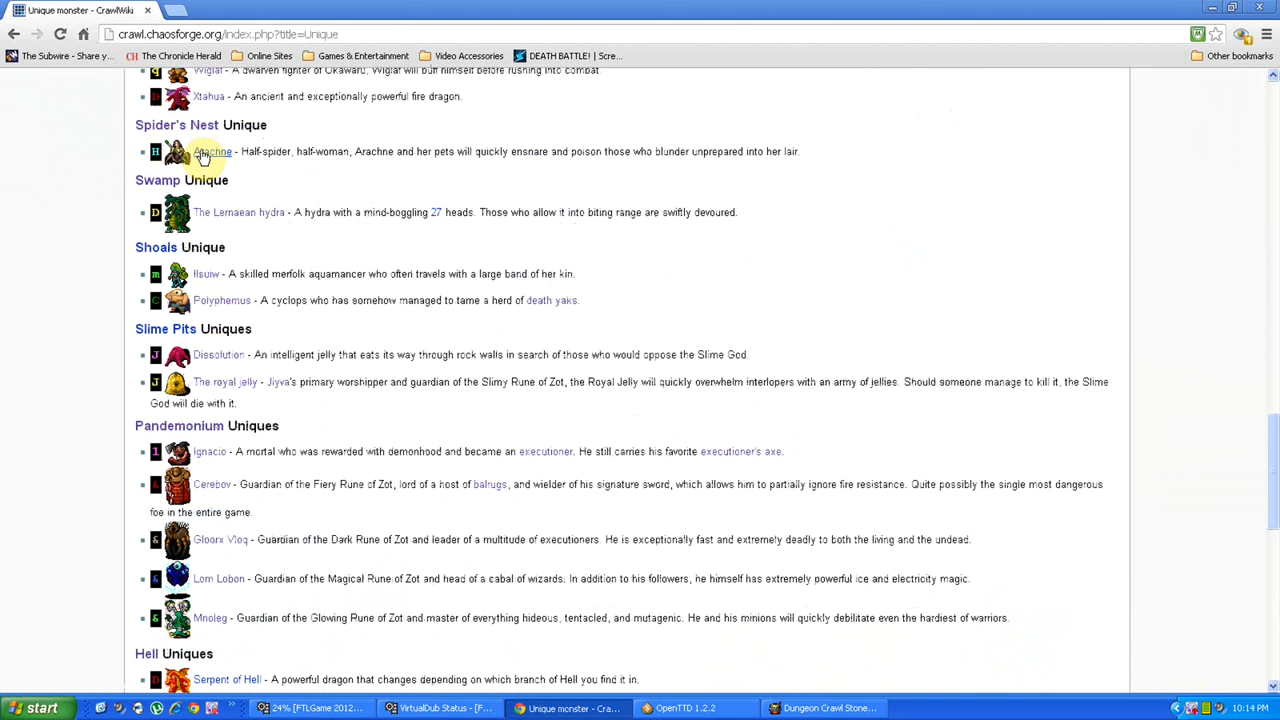 Unique monster - CrawlWiki
crawl.chaosforge.org/index.php?title=Unique
The Subwire - Share y... CH The Chronicle Herald Online Sites Games & Entertainment Video Accessories DEATH BATTLE! | Scre... Other bookmarks
q Wiglaf - A dwarven fighter of Okawaru, Wiglaf will buff himself before rushing into combat.
D Xtahua - An ancient and exceptionally powerful fire dragon.
Spider's Nest Unique
H Arachne - Half-spider, half-woman, Arachne and her pets will quickly ensnare and poison those who blunder unprepared into her lair.
Swamp Unique
D The Lernaean hydra - A hydra with a mind-boggling 27 heads. Those who allow it into biting range are swiftly devoured.
Shoals Unique
m Ilsuiw - A skilled merfolk aquamancer who often travels with a large band of her kin.
C Polyphemus - A cyclops who has somehow managed to tame a herd of death yaks.
Slime Pits Uniques
J Dissolution - An intelligent jelly that eats its way through rock walls in search of those who would oppose the Slime God.
J The royal jelly - Jiyva's primary worshipper and guardian of the Slimy Rune of Zot, the Royal Jelly will quickly overwhelm interlopers with an army of jellies. Should someone manage to kill it, the Slime
God will die with it.
Pandemonium Uniques
1 Ignacio - A mortal who was rewarded with demonhood and became an executioner. He still carries his favorite executioner's axe.
& Cerebov - Guardian of the Fiery Rune of Zot, lord of a host of balrugs, and wielder of his signature sword, which allows him to partially ignore fire resistance. Quite possibly the single most dangerous
foe in the entire game.
& Gloorx Vloq - Guardian of the Dark Rune of Zot and leader of a multitude of executioners. He is exceptionally fast and extremely deadly to both the living and the undead.
& Lom Lobon - Guardian of the Magical Rune of Zot and head of a cabal of wizards. In addition to his followers, he himself has extremely powerful ice and electricity magic.
& Mnoleg - Guardian of the Glowing Rune of Zot and master of everything hideous, tentacled, and mutagenic. He and his minions will quickly debilitate even the hardiest of warriors.
Hell Uniques
D Serpent of Hell - A powerful dragon that changes depending on which branch of Hell you find it in.
start 24% [FTLGame 2012... VirtualDub Status - [F... Unique monster - Cra... OpenTTD 1.2.2 Dungeon Crawl Stone... 10:14 PM